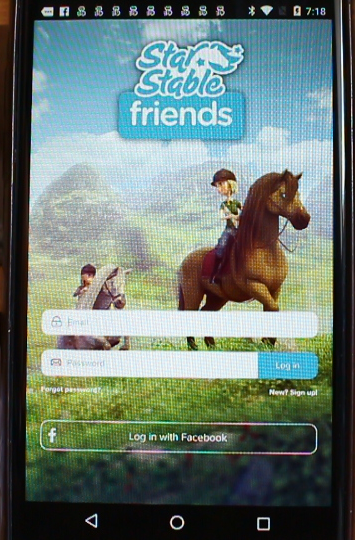 7:18
Star
Stable
friends
Email
Password
Log in
Forgot password?
New? Sign up!
Log in with Facebook